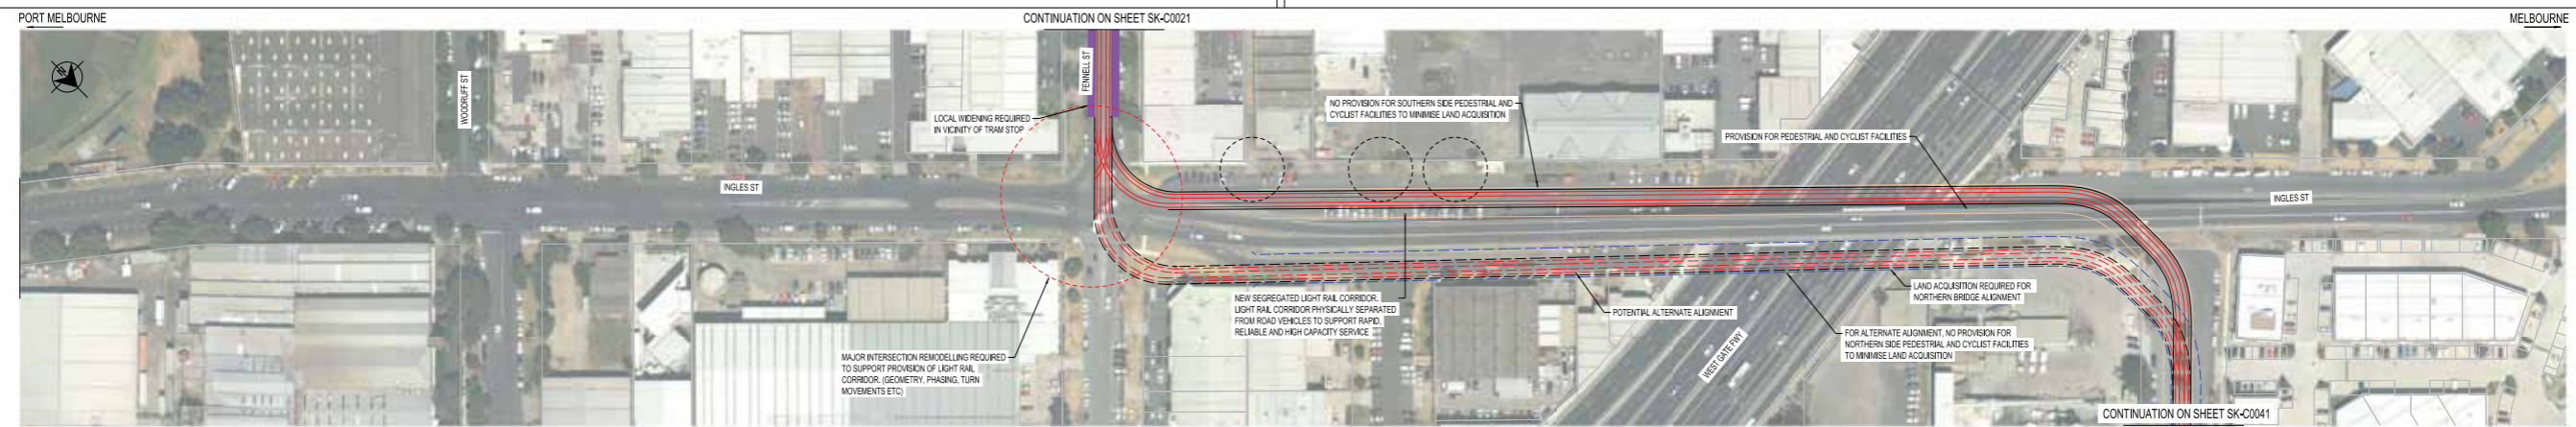 PORT MELBOURNE
CONTINUATION ON SHEET SK-C0021
MELBOURNE
N
WOODRUFF ST
FENNELL ST
LOCAL WIDENING REQUIRED
IN VICINITY OF TRAM STOP
NO PROVISION FOR SOUTHERN SIDE PEDESTRIAN AND
CYCLIST FACILITIES TO MINIMISE LAND ACQUISITION
PROVISION FOR PEDESTRIAL AND CYCLIST FACILITIES
INGLES ST
INGLES ST
NEW SEGREGATED LIGHT RAIL CORRIDOR.
LIGHT RAIL CORRIDOR PHYSICALLY SEPARATED
FROM ROAD VEHICLES TO SUPPORT RAPID,
RELIABLE AND HIGH CAPACITY SERVICE
POTENTIAL ALTERNATE ALIGNMENT
LAND ACQUISITION REQUIRED FOR
NORTHERN BRIDGE ALIGNMENT
FOR ALTERNATE ALIGNMENT, NO PROVISION FOR
NORTHERN SIDE PEDESTRIAL AND CYCLIST FACILITIES
TO MINIMISE LAND ACQUISITION
WEST GATE FWY
MAJOR INTERSECTION REMODELLING REQUIRED
TO SUPPORT PROVISION OF LIGHT RAIL
CORRIDOR. (GEOMETRY, PHASING, TURN
MOVEMENTS ETC)
CONTINUATION ON SHEET SK-C0041